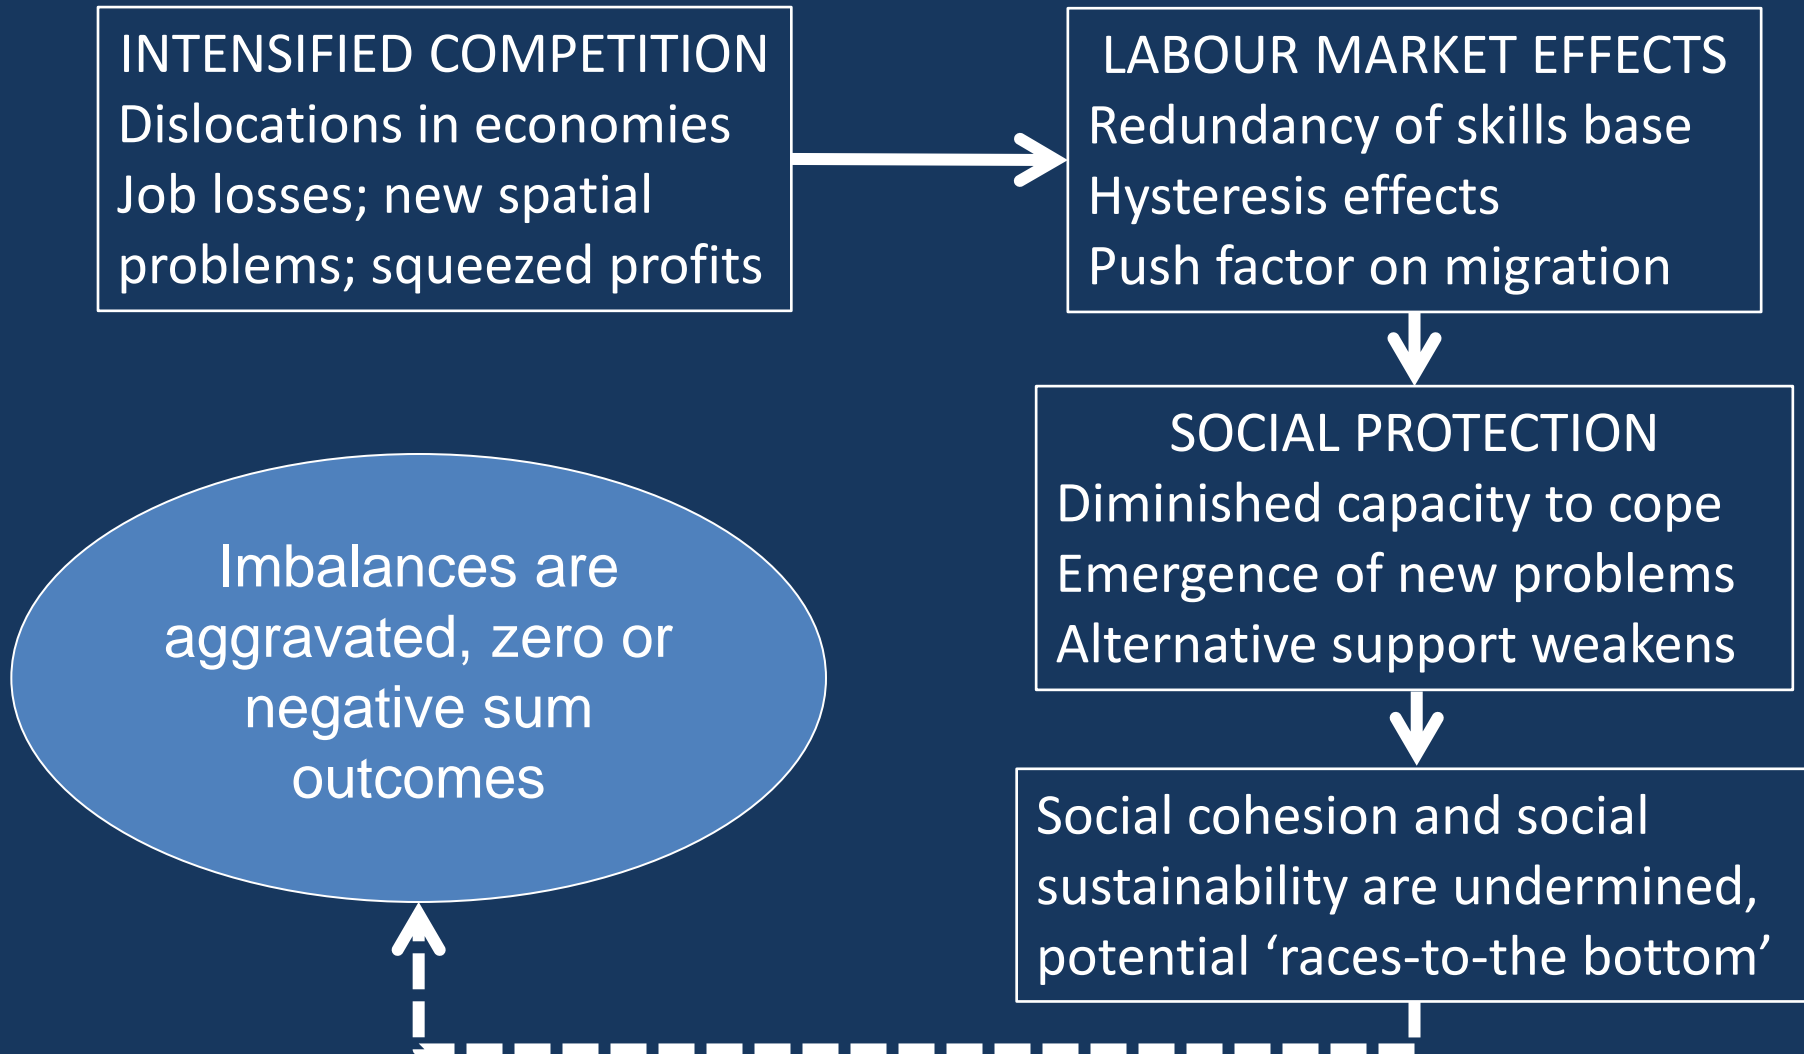 INTENSIFIED COMPETITION
Dislocations in economies
Job losses; new spatial
problems; squeezed profits
LABOUR MARKET EFFECTS
Redundancy of skills base
Hysteresis effects
Push factor on migration
SOCIAL PROTECTION
Diminished capacity to cope
Emergence of new problems
Alternative support weakens
Social cohesion and social
sustainability are undermined,
potential ‘races-to-the bottom’
Imbalances are
aggravated, zero or
negative sum
outcomes